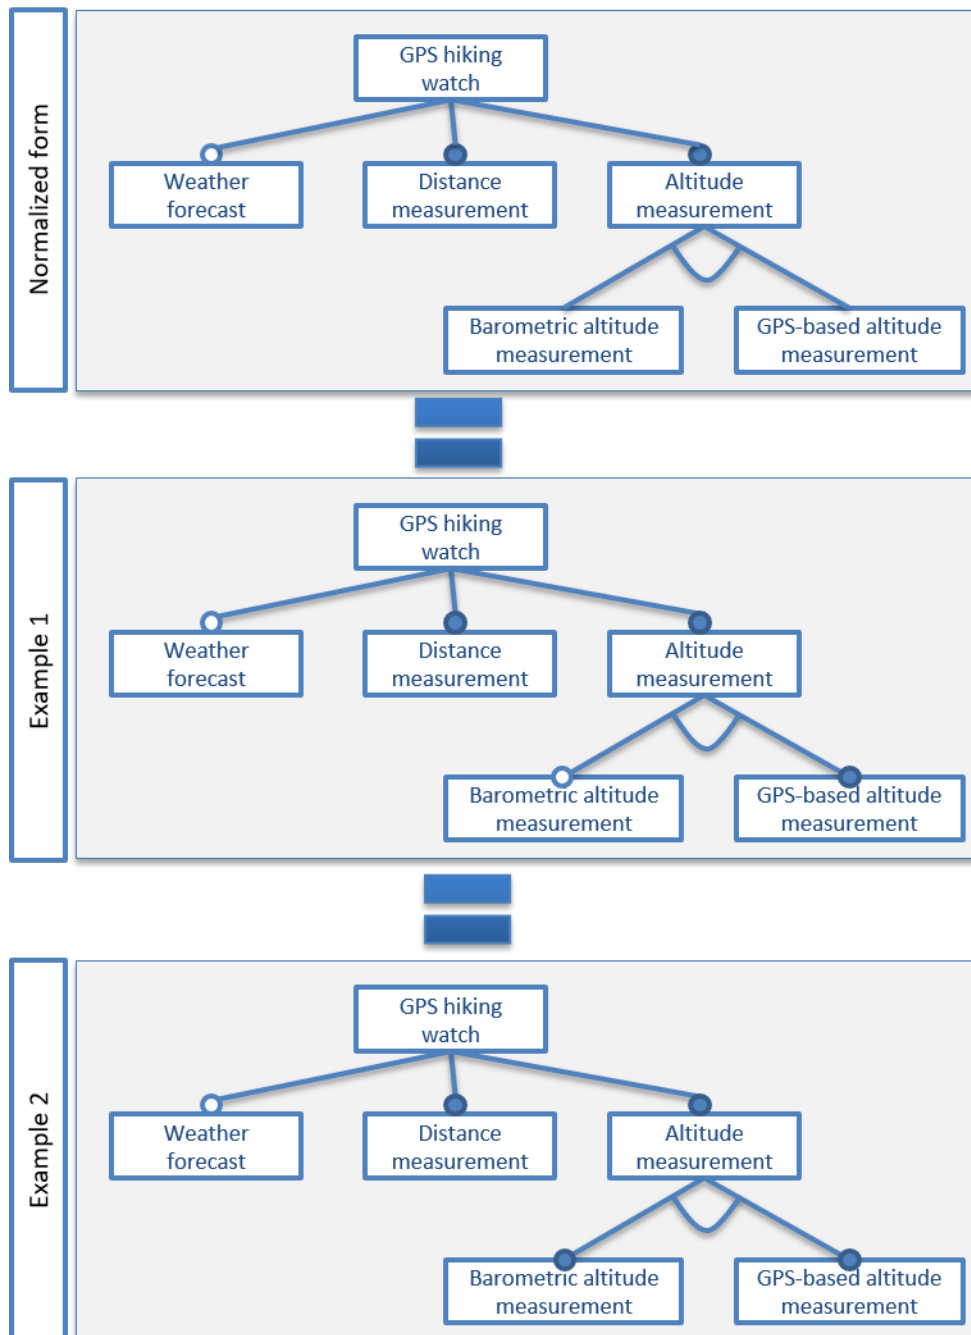 Normalized form
GPS hiking
watch
Weather
forecast
Distance
measurement
Altitude
measurement
Barometric altitude
measurement
GPS-based altitude
measurement
Example 1
GPS hiking
watch
Weather
forecast
Distance
measurement
Altitude
measurement
Barometric altitude
measurement
GPS-based altitude
measurement
Example 2
GPS hiking
watch
Weather
forecast
Distance
measurement
Altitude
measurement
Barometric altitude
measurement
GPS-based altitude
measurement